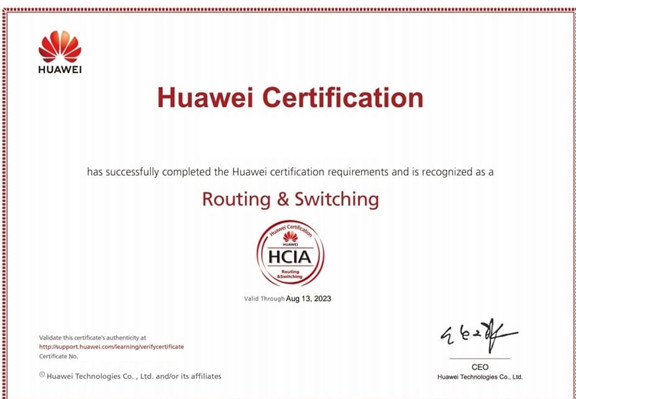 HUAWEI
Huawei Certification
has successfully completed the Huawei certification requirements and is recognized as a
Routing & Switching
Huawei Certification
HUAWEI
HCIA
Routing
&Switching
Valid Through Aug 13, 2023
Validate this certificate's authenticity at
http://support.huawei.com/learning/verifycertificate
Certificate No.
© Huawei Technologies Co. , Ltd. and/or its affiliates
CEO
Huawei Technologies Co., Ltd.